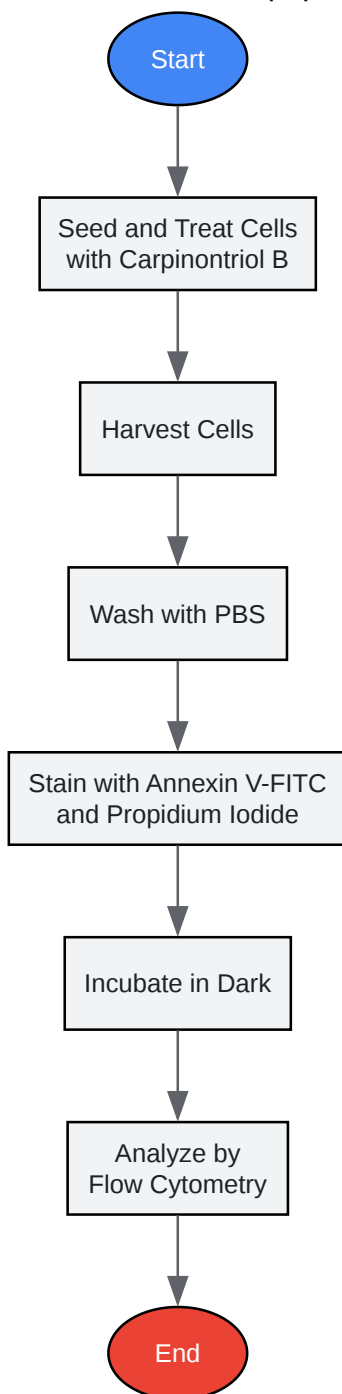 Start
Seed and Treat Cells
with Carpinontriol B
Harvest Cells
Wash with PBS
Stain with Annexin V-FITC
and Propidium Iodide
Incubate in Dark
Analyze by
Flow Cytometry
End